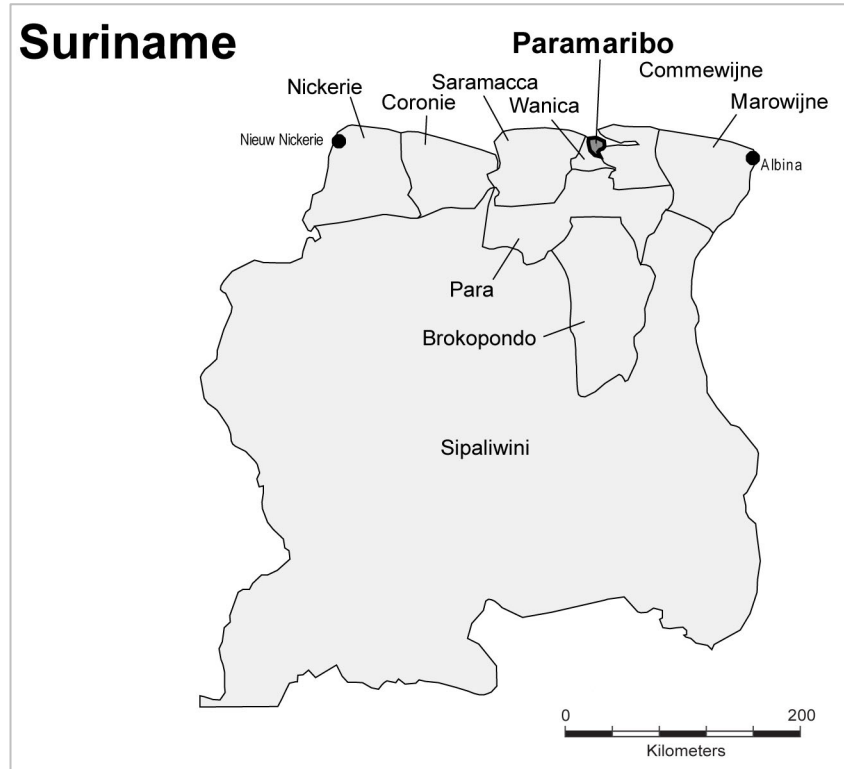 Suriname
Paramaribo
Commewijne
Saramacca
Nickerie
Coronie
Wanica
Marowijne
Nieuw Nickerie
Albina
Para
Brokopondo
Sipaliwini
0 200
Kilometers